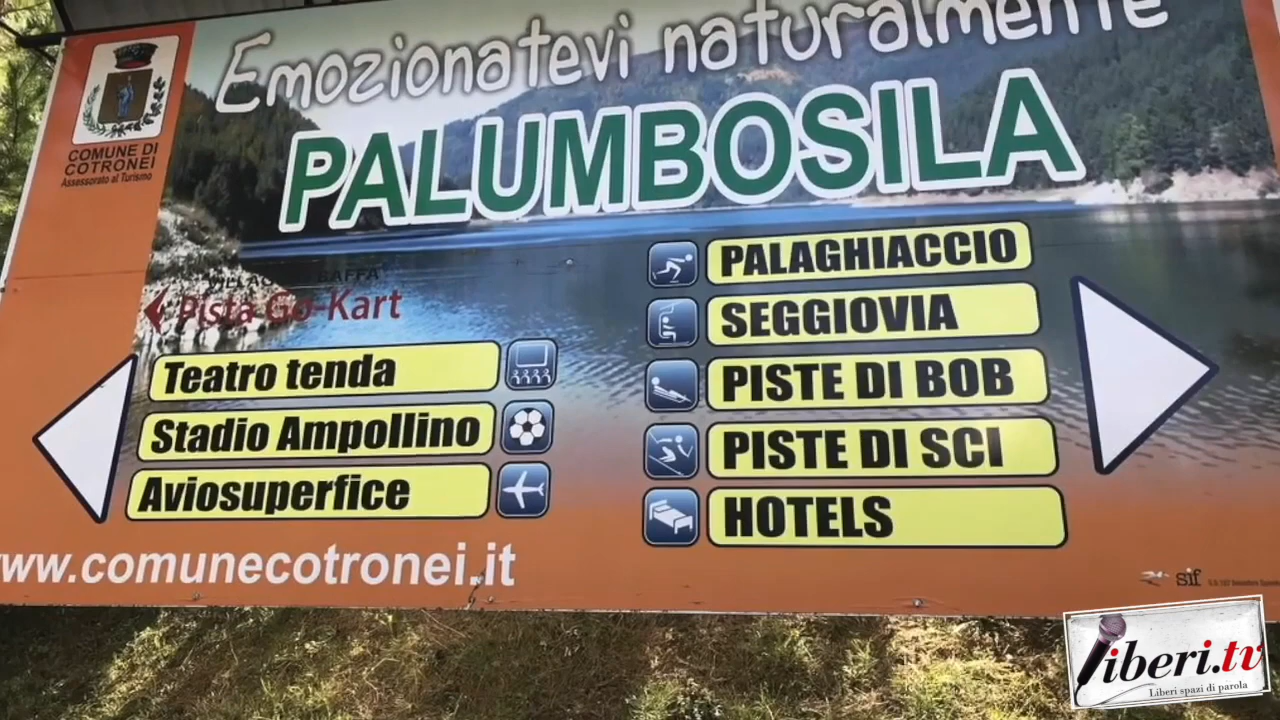 Emozionatevi naturalmente
PALUMBOSILA
COMUNE DI
COTRONEI
Assessorato al Turismo
BAFFA
Pista Go-Kart
Teatro tenda
Stadio Ampollino
Aviosuperfice
PALAGHIACCIO
SEGGIOVIA
PISTE DI BOB
PISTE DI SCI
HOTELS
www.comunecotronei.it
sif
liberi.tv
Liberi spazi di parola